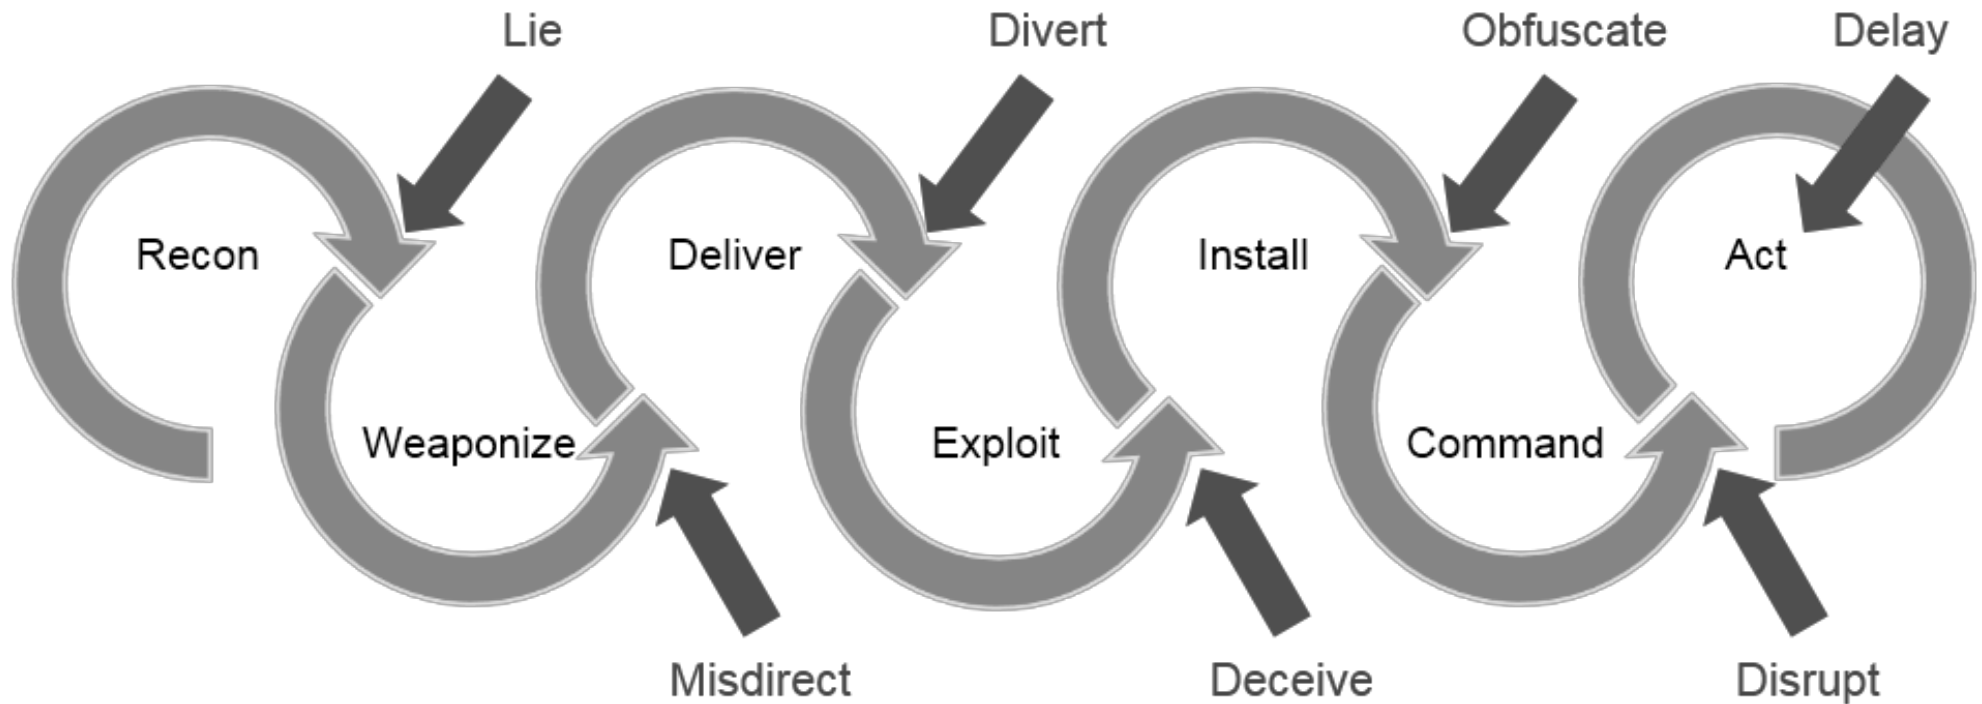 Lie
Divert
Obfuscate
Delay
Recon
Deliver
Install
Act
Weaponize
Exploit
Command
Misdirect
Deceive
Disrupt